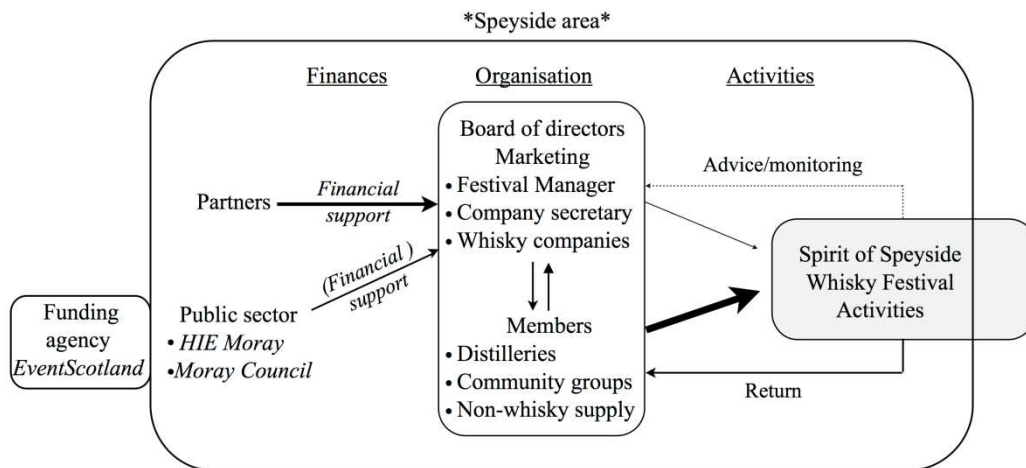 *Speyside area*
Finances
Organisation
Activities
Partners
Financial
support
Public sector
• HIE Moray
• Moray Council
(Financial)
support
Funding
agency
EventScotland
Board of directors
Marketing
• Festival Manager
• Company secretary
• Whisky companies
Members
• Distilleries
• Community groups
• Non-whisky supply
Advice/monitoring
Spirit of Speyside
Whisky Festival
Activities
Return